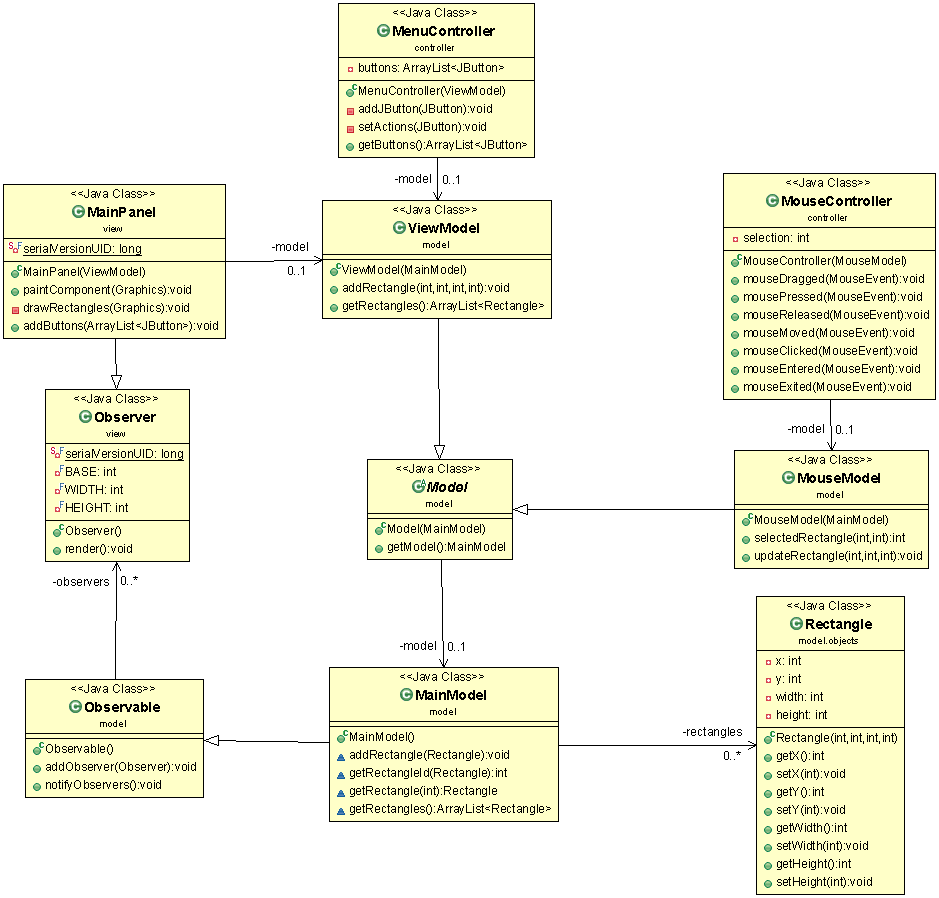 <<Java Class>>
MenuController
controller
buttons: ArrayList<JButton>
MenuController(ViewModel)
addJButton(JButton):void
setActions(JButton):void
getButtons():ArrayList<JButton>
-model 0..1
<<Java Class>>
MainPanel
view
serialVersionUID: long
MainPanel(ViewModel)
paintComponent(Graphics):void
drawRectangles(Graphics):void
addButtons(ArrayList<JButton>):void
-model
0..1
<<Java Class>>
ViewModel
model
ViewModel(MainModel)
addRectangle(int,int,int,int):void
getRectangles():ArrayList<Rectangle>
<<Java Class>>
MouseController
controller
selection: int
MouseController(MouseModel)
mouseDragged(MouseEvent):void
mousePressed(MouseEvent):void
mouseReleased(MouseEvent):void
mouseMoved(MouseEvent):void
mouseClicked(MouseEvent):void
mouseEntered(MouseEvent):void
mouseExited(MouseEvent):void
-model 0..1
<<Java Class>>
Observer
view
serialVersionUID: long
BASE: int
WIDTH: int
HEIGHT: int
Observer()
render():void
-observers 0..*
<<Java Class>>
Model
model
Model(MainModel)
getModel():MainModel
-model 0..1
<<Java Class>>
MouseModel
model
MouseModel(MainModel)
selectedRectangle(int,int):int
updateRectangle(int,int,int):void
<<Java Class>>
Observable
model
Observable()
addObserver(Observer):void
notifyObservers():void
<<Java Class>>
MainModel
model
MainModel()
addRectangle(Rectangle):void
getRectangleId(Rectangle):int
getRectangle(int):Rectangle
getRectangles():ArrayList<Rectangle>
-rectangles
0..*
<<Java Class>>
Rectangle
model.objects
x: int
y: int
width: int
height: int
Rectangle(int,int,int,int)
getX():int
setX(int):void
getY():int
setY(int):void
getWidth():int
setWidth(int):void
getHeight():int
setHeight(int):void